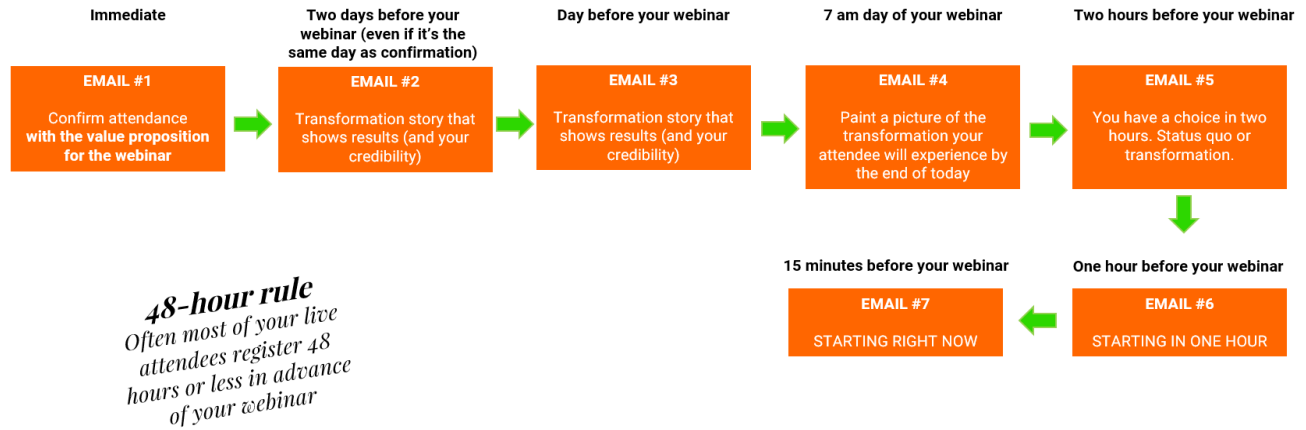 Immediate
Two days before your
webinar (even if it's the
same day as confirmation)
Day before your webinar
7 am day of your webinar
Two hours before your webinar
EMAIL #1
Confirm attendance
with the value proposition
for the webinar
EMAIL #2
Transformation story that
shows results (and your
credibility)
EMAIL #3
Transformation story that
shows results (and your
credibility)
EMAIL #4
Paint a picture of the
transformation your
attendee will experience by
the end of today
EMAIL #5
You have a choice in two
hours. Status quo or
transformation.
15 minutes before your webinar
One hour before your webinar
EMAIL #7
STARTING RIGHT NOW
EMAIL #6
STARTING IN ONE HOUR
48-hour rule
Often most of your live
attendees register 48
hours or less in advance
of your webinar